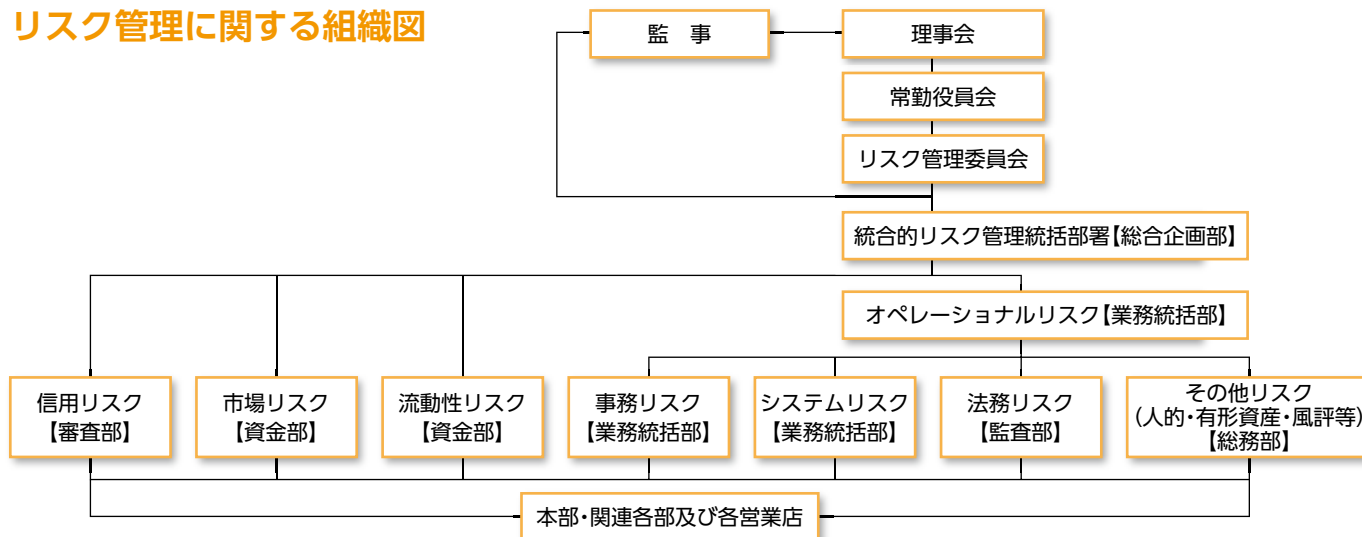 リスク管理に関する組織図
監 事
理事会
常勤役員会
リスク管理委員会
統合的リスク管理統括部署【総合企画部】
オペレーショナルリスク【業務統括部】
信用リスク
【審査部】
市場リスク
【資金部】
流動性リスク
【資金部】
事務リスク
【業務統括部】
システムリスク
【業務統括部】
法務リスク
【監査部】
その他リスク
(人的・有形資産・風評等)
【総務部】
本部・関連各部及び各営業店